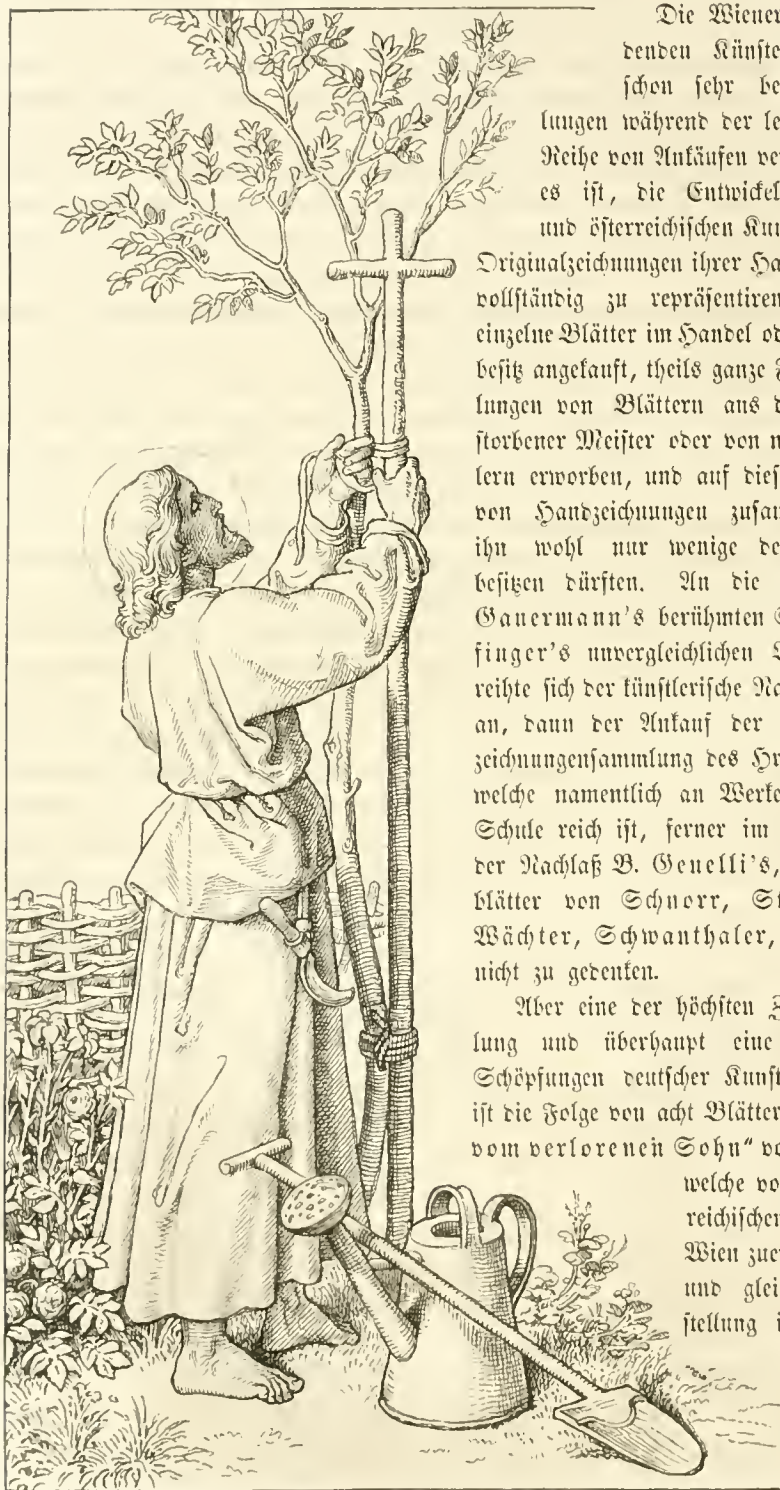 Die Wiener
denden Künste
schon sehr be
lungen während der le
Reihe von Ankäufen ve
es ist, die Entwickel
und österreichischen Kun
Originalzeichnungen ihrer Ha
vollständig zu repräsentiren
einzelne Blätter im Handel od
besitz angekauft, theils ganze
lungen von Blättern aus d
storbener Meister oder von n
lern erworben, und auf dies
von Handzeichnungen zusam
ihn wohl nur wenige de
besitzen dürften. An die
Gauermann's berühmten
finger's unvergleichlichen
reihte sich der künstlerische Na
an, dann der Ankauf der
zeichnungensammlung des Hr
welche namentlich an Werke
Schule reich ist, ferner im
der Nachlaß B. Genelli's,
blätter von Schnorr, St
Wächter, Schwanthaler,
nicht zu gedenken.
Aber eine der höchsten
lung und überhaupt eine
Schöpfungen deutscher Kunst
ist die Folge von acht Blätter
vom verlorenen Sohn" vo
welche vo
reichischen
Wien zue
und glei
stellung i